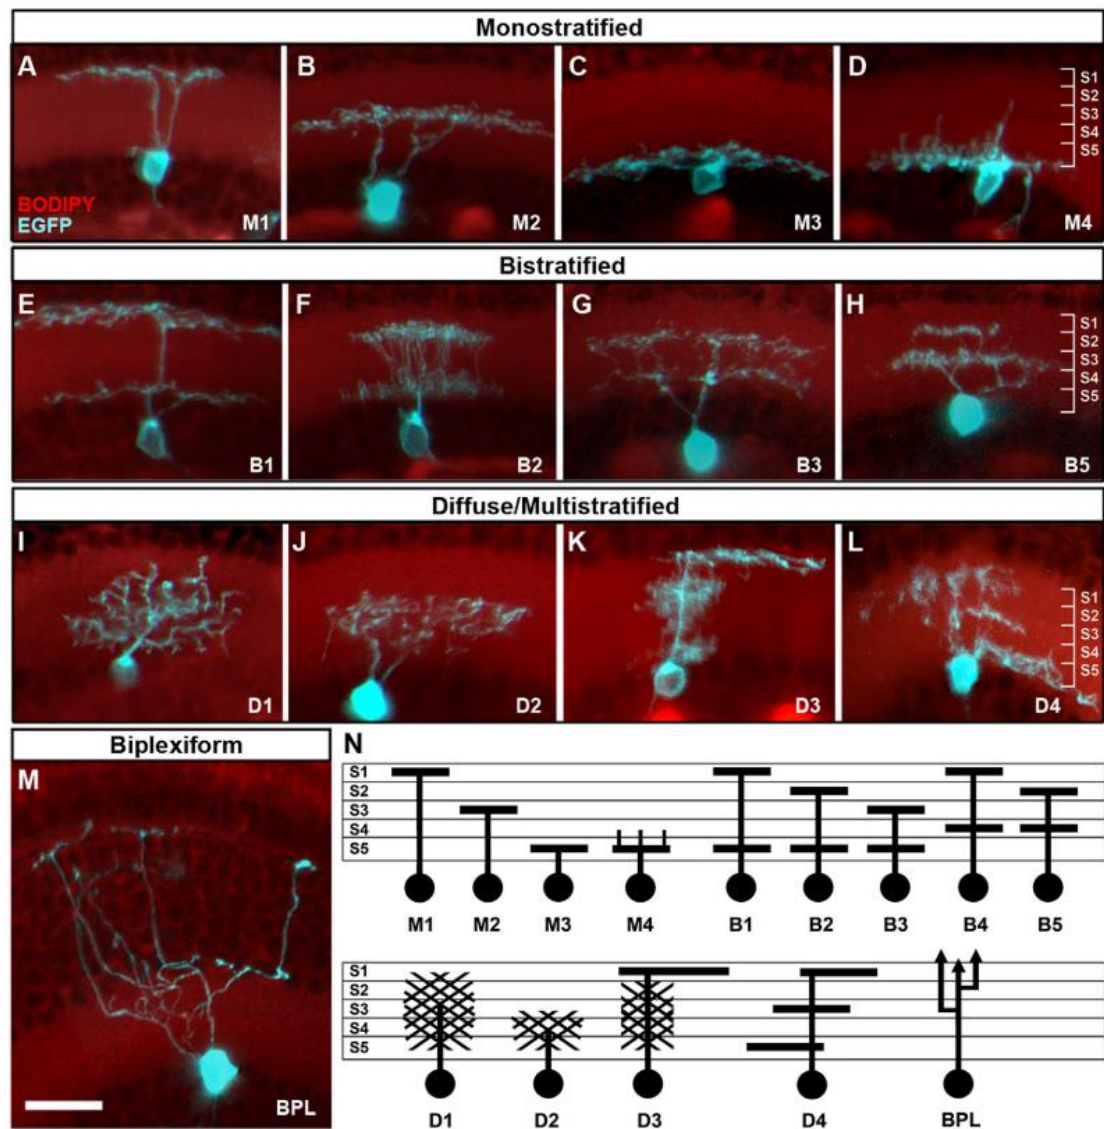 Monostratified
A B C D
S1
S2
S3
S4
S5
BODIPY
EGFP
M1 M2 M3 M4
Bistratified
E F G H
S1
S2
S3
S4
S5
B1 B2 B3 B5
Diffuse/Multistratified
I J K L
S1
S2
S3
S4
S5
D1 D2 D3 D4
Biplexiform
M
BPL
N
S1
S2
S3
S4
S5
M1 M2 M3 M4 B1 B2 B3 B4 B5
S1
S2
S3
S4
S5
D1 D2 D3 D4 BPL